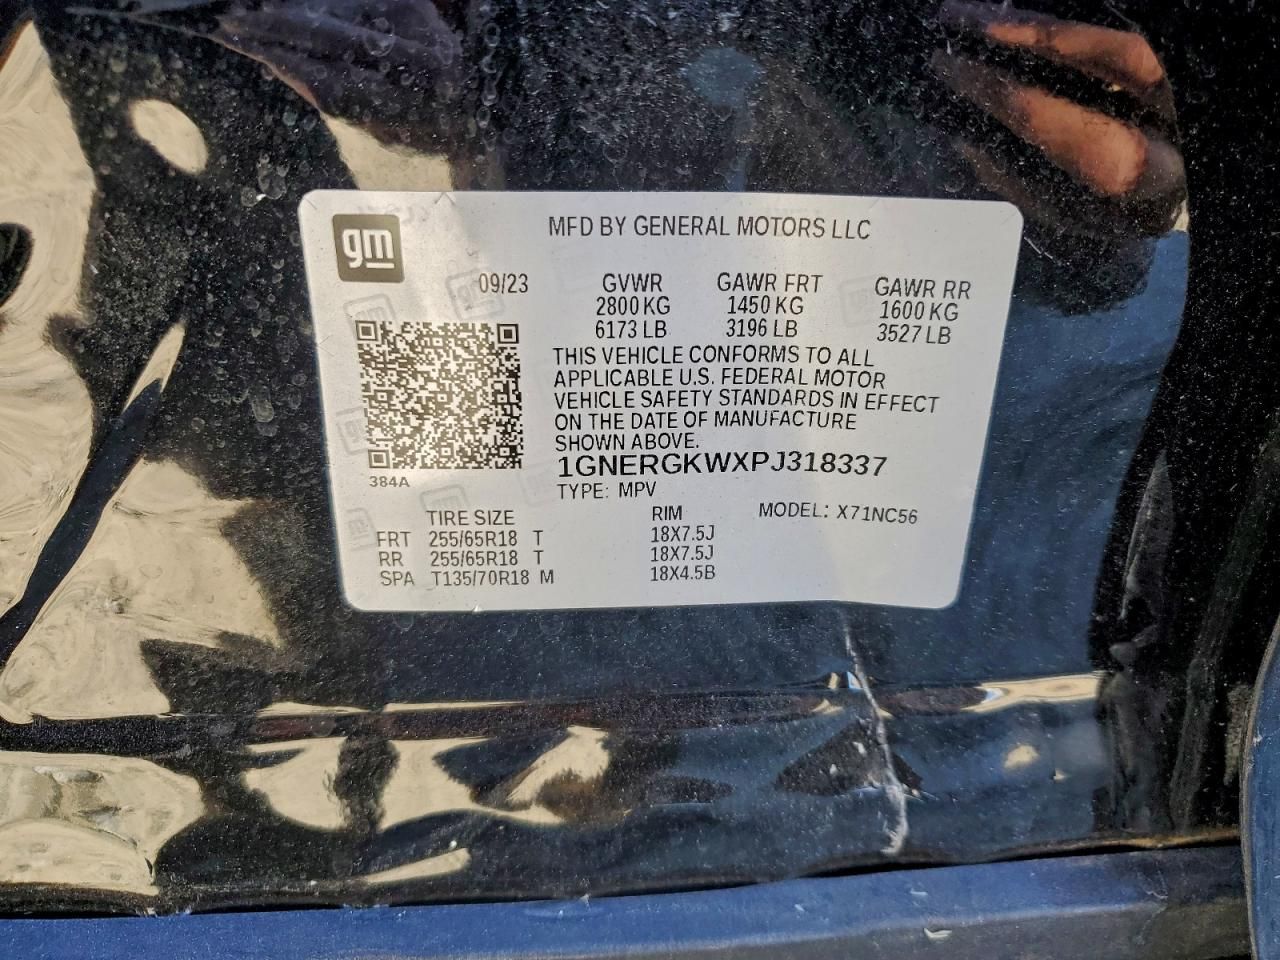 gm
MFD BY GENERAL MOTORS LLC
09/23 GVWR GAWR FRT GAWR RR
2800 KG 1450 KG 1600 KG
6173 LB 3196 LB 3527 LB
THIS VEHICLE CONFORMS TO ALL
APPLICABLE U.S. FEDERAL MOTOR
VEHICLE SAFETY STANDARDS IN EFFECT
ON THE DATE OF MANUFACTURE
SHOWN ABOVE.
1GNERGKWXPJ318337
384A
TYPE: MPV
MODEL: X71NC56
TIRE SIZE RIM
FRT 255/65R18 T 18X7.5J
RR 255/65R18 T 18X7.5J
SPA T135/70R18 M 18X4.5B